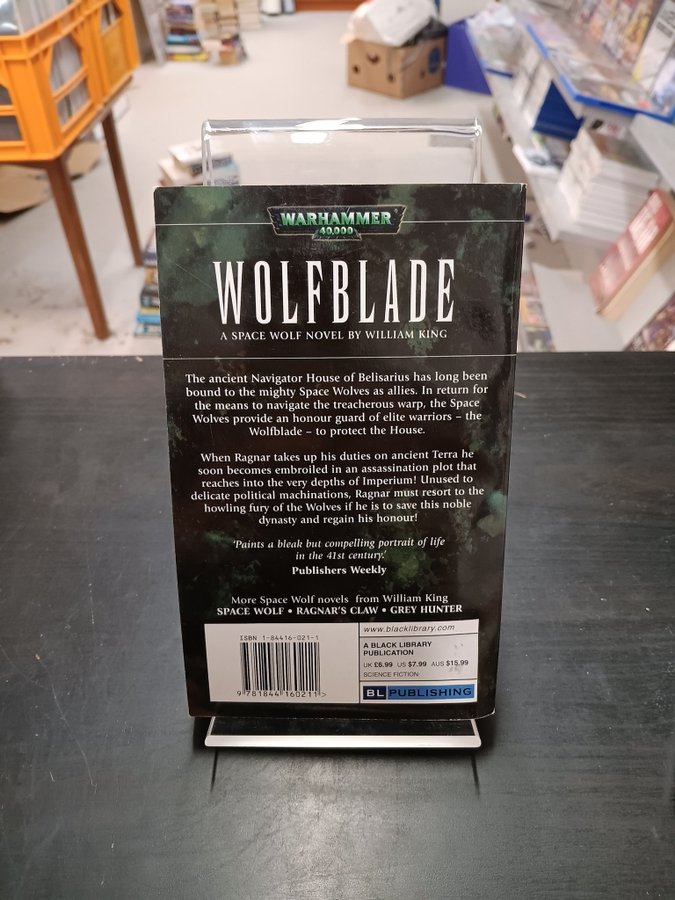 WARHAMMER
40,000
WOLFBLADE
A SPACE WOLF NOVEL BY WILLIAM KING
The ancient Navigator House of Belisarius has long been
bound to the mighty Space Wolves as allies. In return for
the means to navigate the treacherous warp, the Space
Wolves provide an honour guard of elite warriors – the
Wolfblade – to protect the House.
When Ragnar takes up his duties on ancient Terra he
soon becomes embroiled in an assassination plot that
reaches into the very depths of Imperium! Unused to
delicate political machinations, Ragnar must resort to the
howling fury of the Wolves if he is to save this noble
dynasty and regain his honour!
‘Paints a bleak but compelling portrait of life
in the 41st century.’
Publishers Weekly
More Space Wolf novels from William King
SPACE WOLF • RAGNAR'S CLAW • GREY HUNTER
ISBN 1-84416-021-1
9 781844 160211 >
www.blacklibrary.com
A BLACK LIBRARY
PUBLICATION
UK £6.99 US $7.99 AUS $15.99
SCIENCE FICTION
BL PUBLISHING